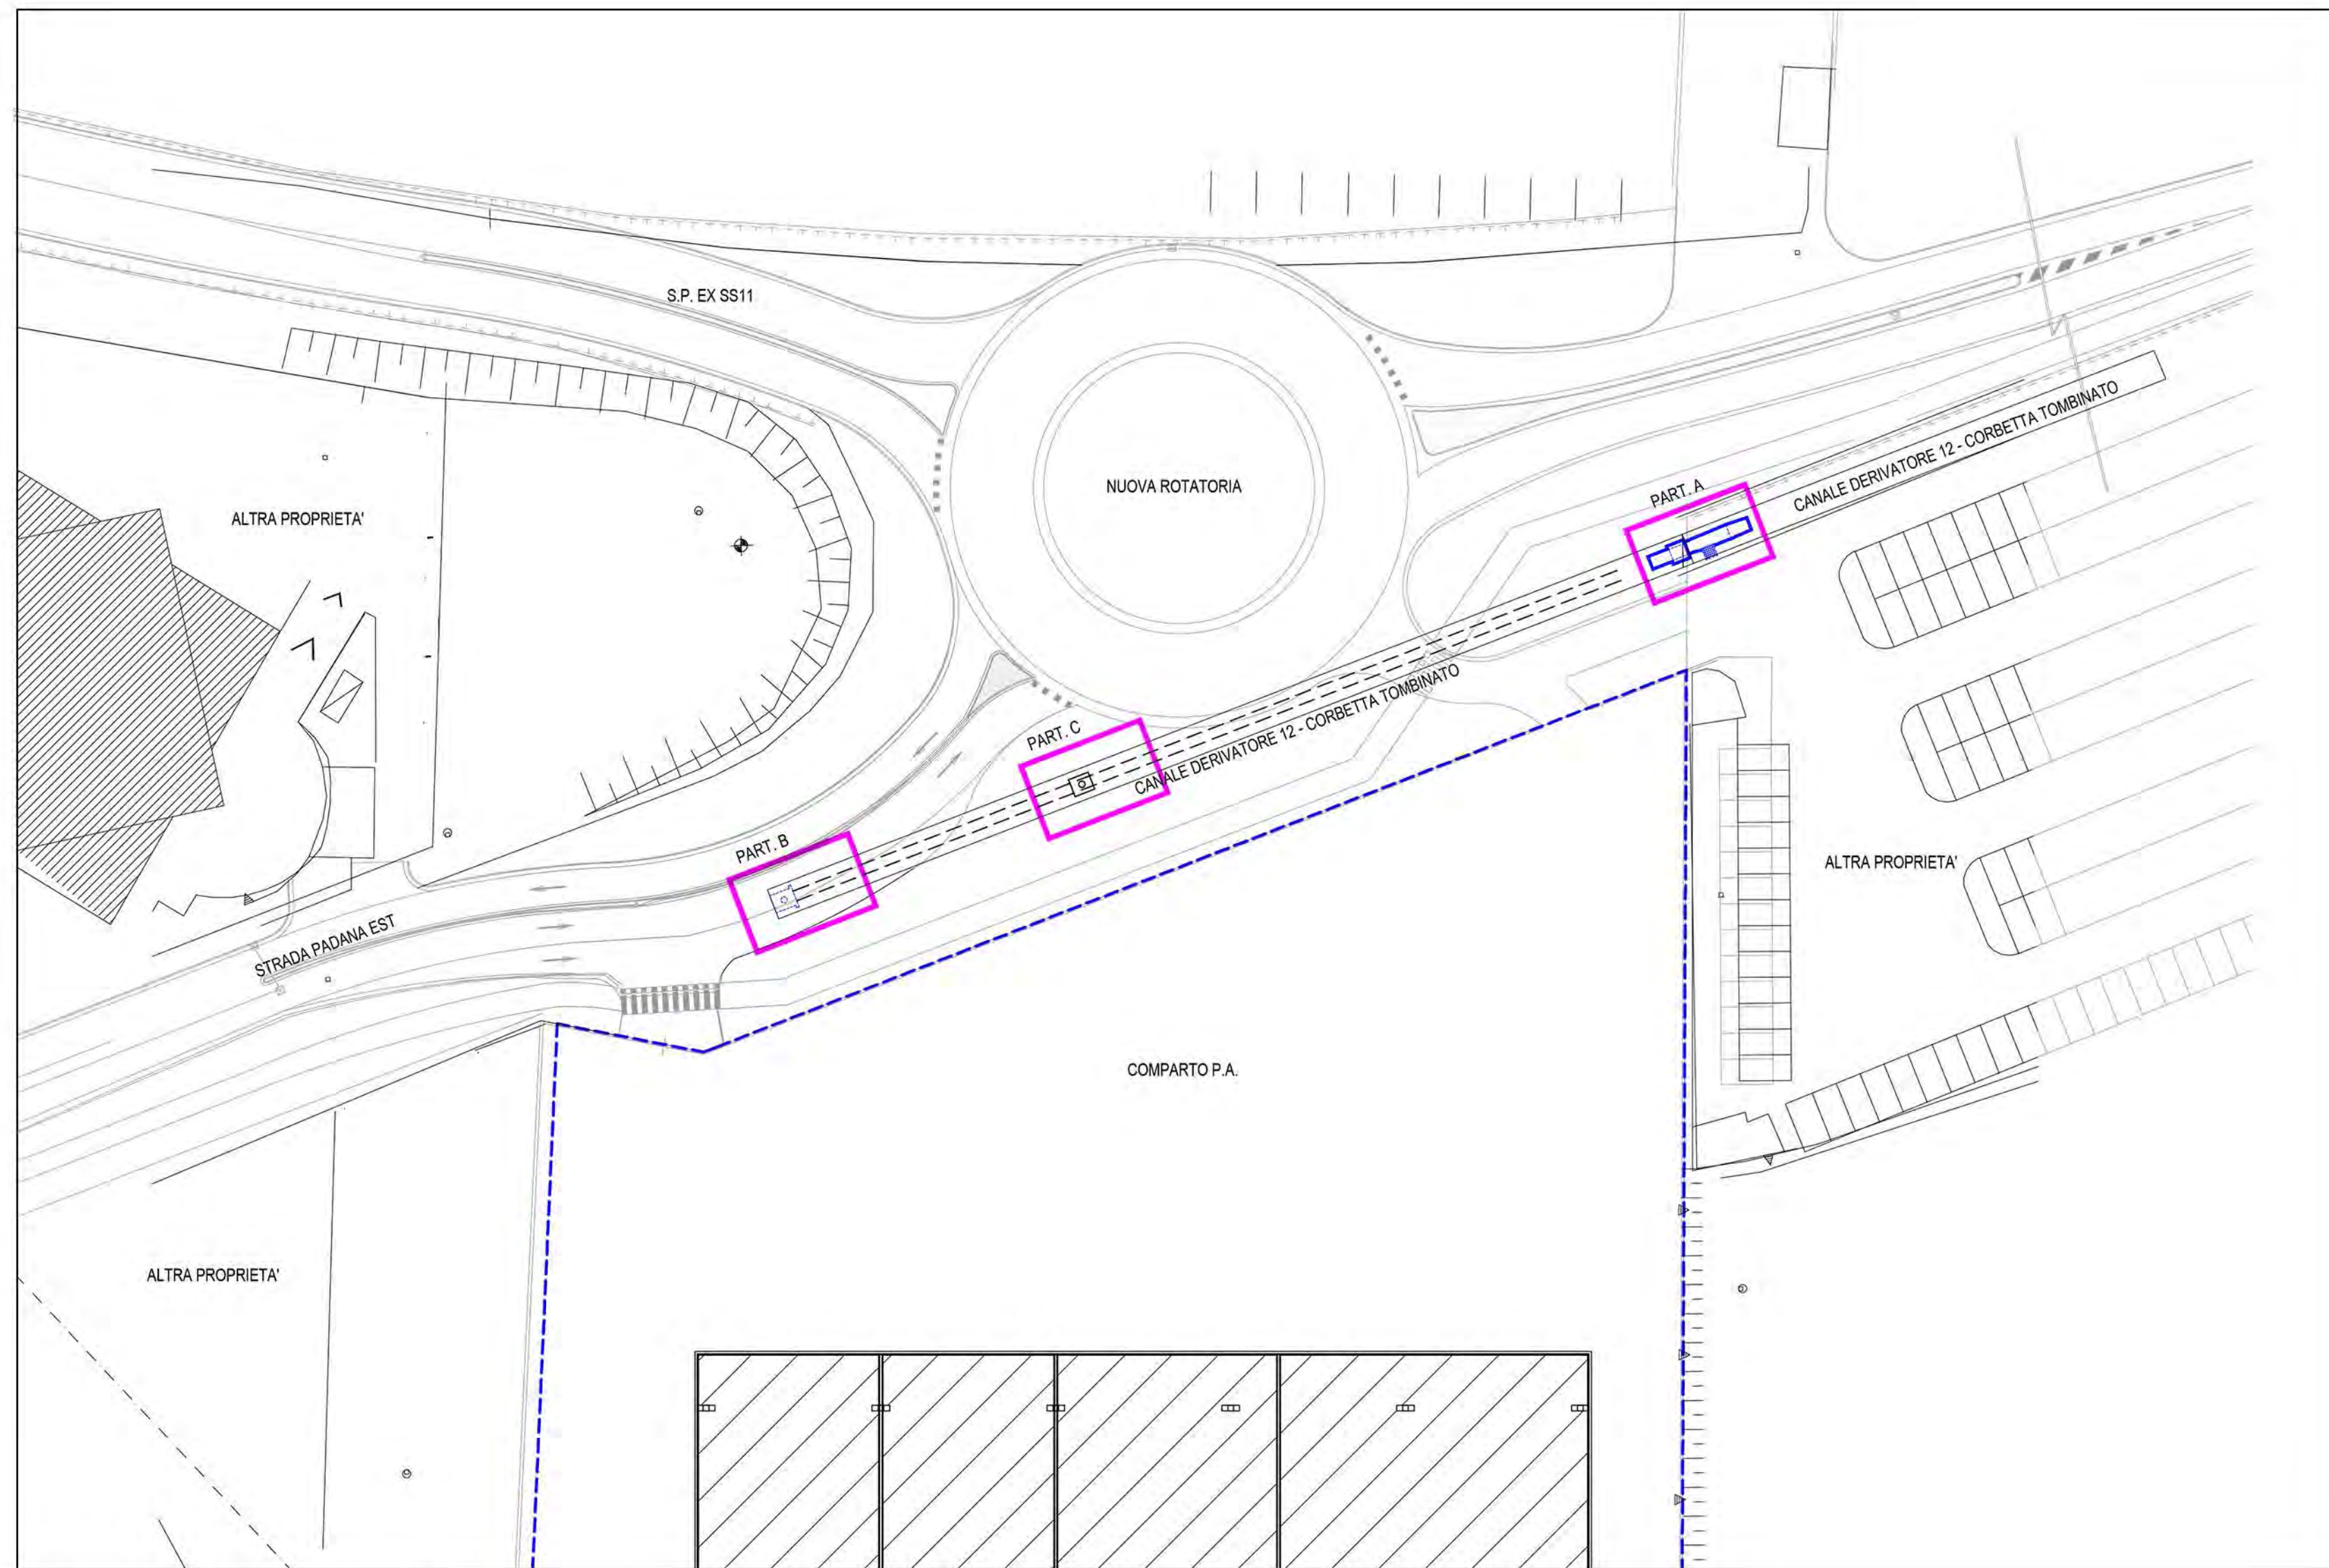 S.P. EX SS11
CANALE DERIVATORE 12 - CORBETTA TOMBINATO
NUOVA ROTATORIA
PART. A
ALTRA PROPRIETA'
CANALE DERIVATORE 12 - CORBETTA TOMBINATO
PART. C
PART. B
ALTRA PROPRIETA'
STRADA PADANA EST
COMPARTO P.A.
ALTRA PROPRIETA'